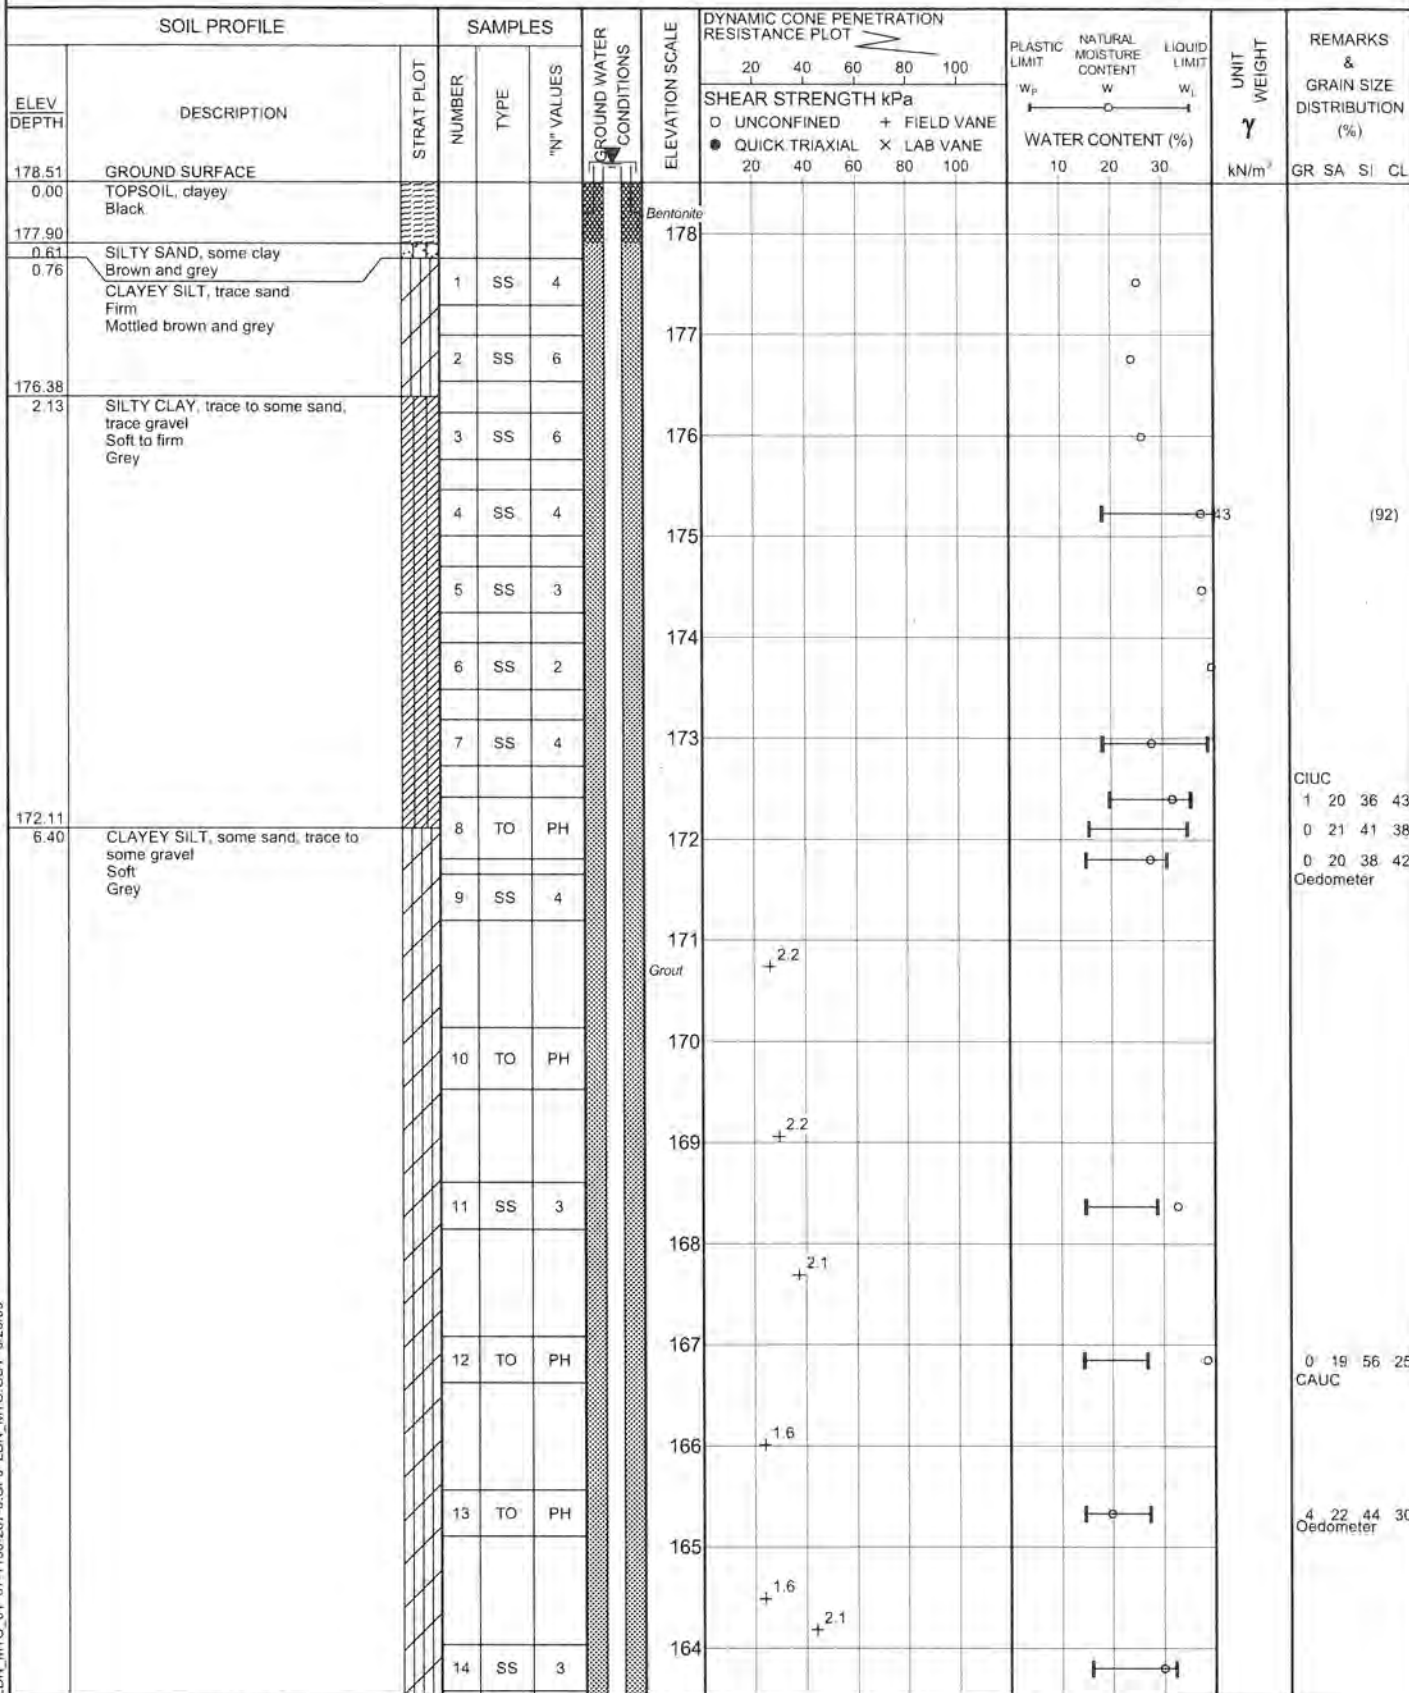 SOIL PROFILE
SAMPLES
GROUND WATER CONDITIONS
ELEVATION SCALE
DYNAMIC CONE PENETRATION
RESISTANCE PLOT
20 40 60 80 100
SHEAR STRENGTH kPa
O UNCONFINED + FIELD VANE
● QUICK TRIAXIAL × LAB VANE
PLASTIC LIMIT
NATURAL MOISTURE CONTENT
LIQUID LIMIT
wP w wL
WATER CONTENT (%)
10 20 30
UNIT WEIGHT
γ
kN/m³
REMARKS
&
GRAIN SIZE
DISTRIBUTION
(%)
GR SA SI CL
ELEV
DEPTH
DESCRIPTION
STRAT PLOT
NUMBER
TYPE
"N" VALUES
178.51 GROUND SURFACE
0.00 TOPSOIL, clayey
Black
Bentonite
178
177.90
0.61 SILTY SAND, some clay
0.76 Brown and grey
CLAYEY SILT, trace sand
Firm
Mottled brown and grey
1 SS 4
177
2 SS 6
176.38
2.13 SILTY CLAY, trace to some sand,
trace gravel
Soft to firm
Grey
3 SS 6
176
4 SS 4
43
(92)
175
5 SS 3
174
6 SS 2
173
7 SS 4
CIUC
1 20 36 43
172.11
8 TO PH
0 21 41 38
6.40 CLAYEY SILT, some sand, trace to
some gravel
Soft
Grey
172
0 20 38 42
Oedometer
9 SS 4
171
2.2
Grout
170
10 TO PH
2.2
169
11 SS 3
168
2.1
167
12 TO PH
0 19 56 25
CAUC
166
1.6
13 TO PH
4 22 44 30
Oedometer
165
1.6
2.1
164
14 SS 3